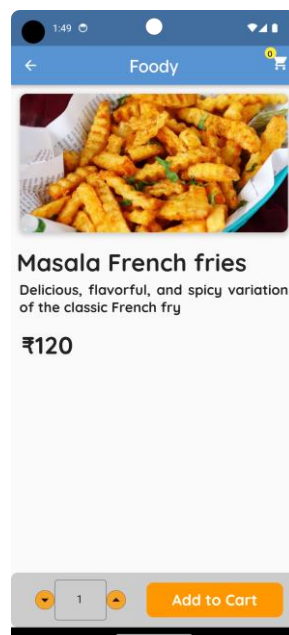 1:49
Foody
0
Masala French fries
Delicious, flavorful, and spicy variation
of the classic French fry
₹120
1
Add to Cart